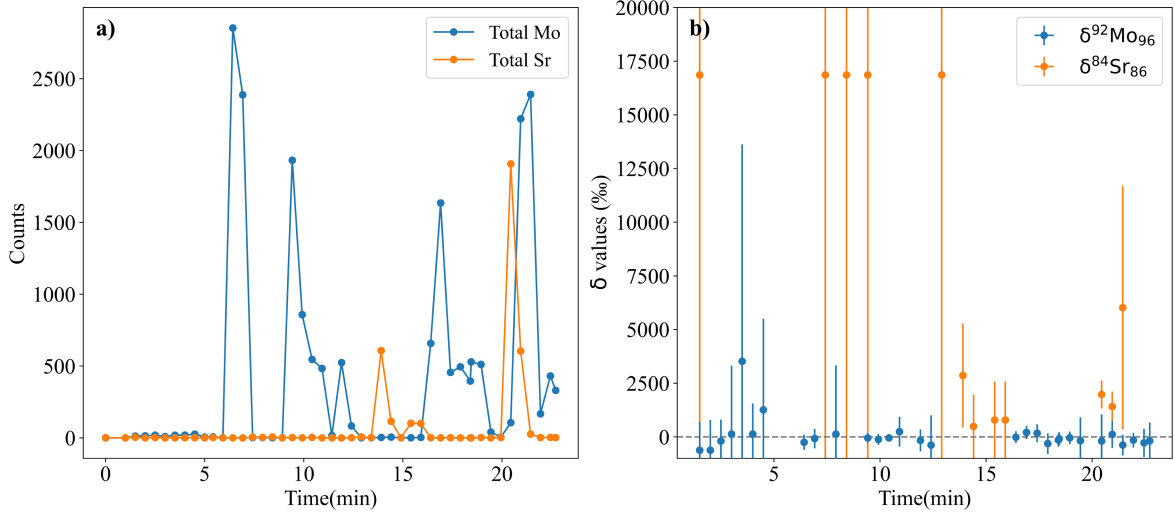 a)
Total Mo
Total Sr
2500
2000
1500
1000
500
0
Counts
0
5
10
15
20
Time(min)
b)
δ⁹²Mo₉₆
δ⁸⁴Sr₈₆
20000
17500
15000
12500
10000
7500
5000
2500
0
δ values (‰)
5
10
15
20
Time(min)